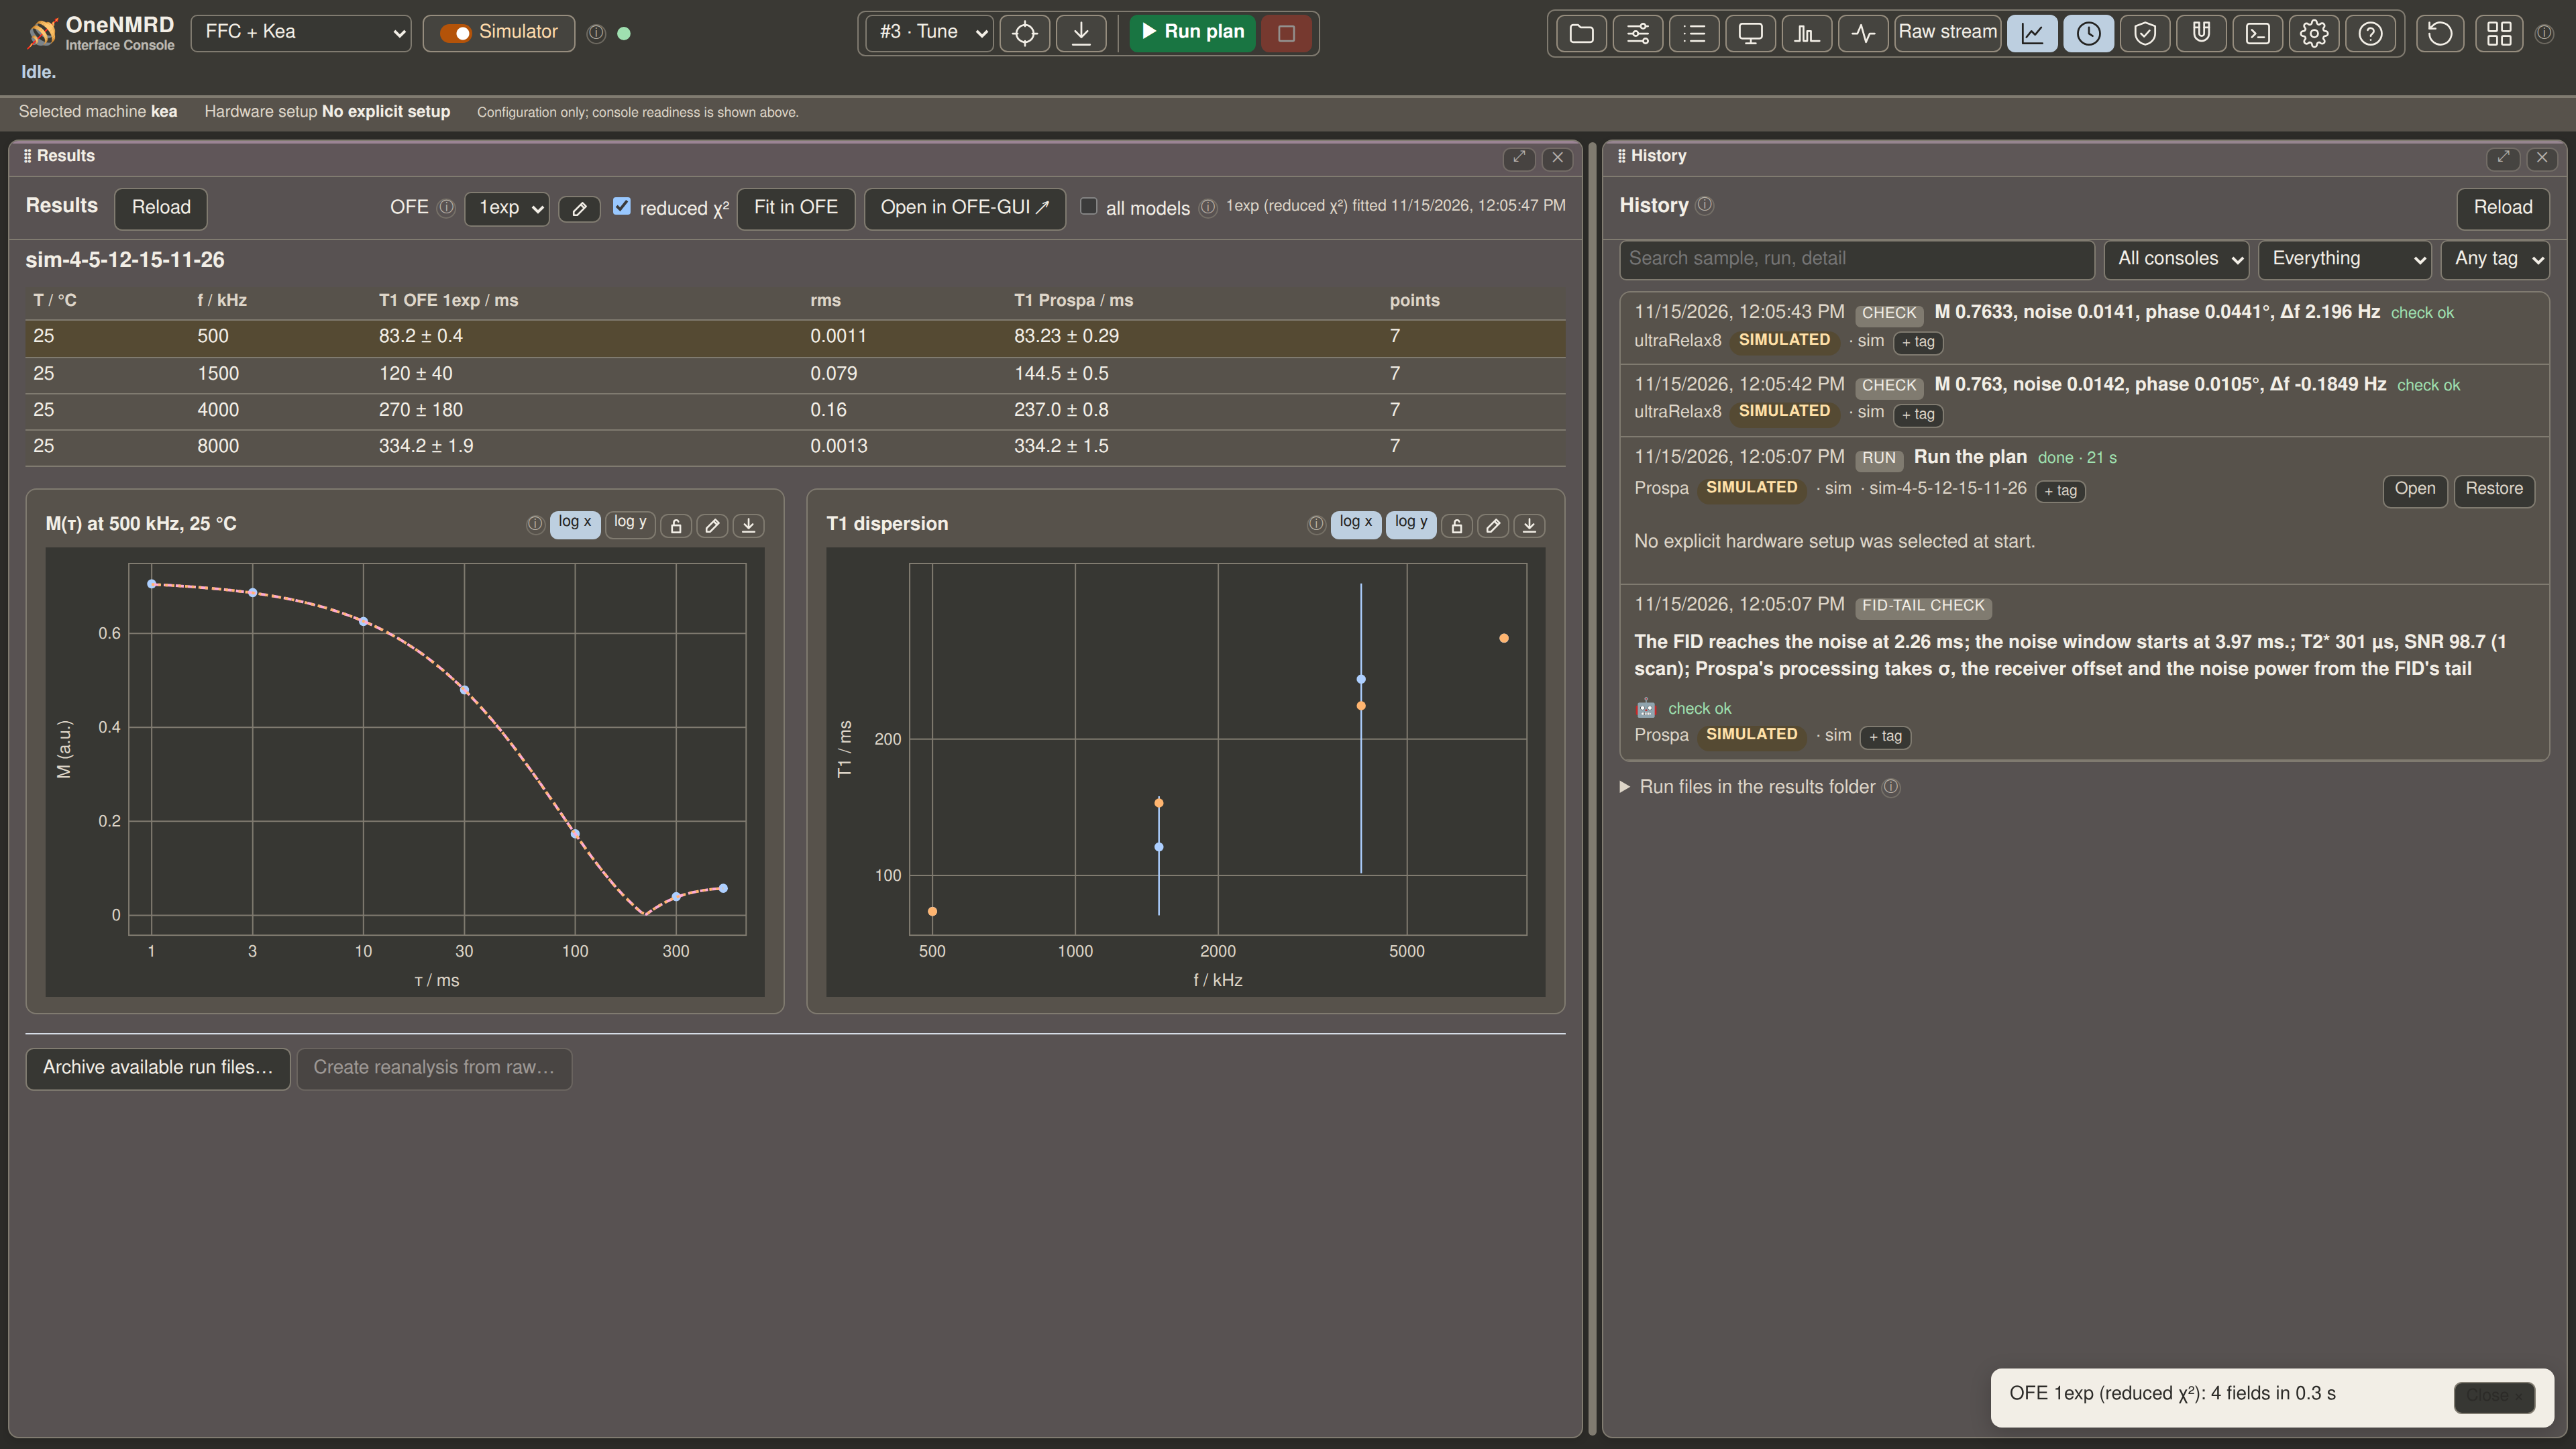 OneNMRD
Interface Console
FFC + Kea
Simulator
#3 · Tune
Run plan
Raw stream
Idle.
Selected machine kea
Hardware setup No explicit setup
Configuration only; console readiness is shown above.
Results
Results
Reload
OFE
1exp
reduced χ²
Fit in OFE
Open in OFE-GUI ↗
all models
1exp (reduced χ²) fitted 11/15/2026, 12:05:47 PM
sim-4-5-12-15-11-26
T / °C f / kHz T1 OFE 1exp / ms rms T1 Prospa / ms points
25 500 83.2 ± 0.4 0.0011 83.23 ± 0.29 7
25 1500 120 ± 40 0.079 144.5 ± 0.5 7
25 4000 270 ± 180 0.16 237.0 ± 0.8 7
25 8000 334.2 ± 1.9 0.0013 334.2 ± 1.5 7
M(τ) at 500 kHz, 25 °C
log x
log y
0.6
0.4
0.2
0
M (a.u.)
1 3 10 30 100 300
τ / ms
T1 dispersion
log x
log y
200
100
T1 / ms
500 1000 2000 5000
f / kHz
Archive available run files…
Create reanalysis from raw…
History
History
Reload
Search sample, run, detail
All consoles
Everything
Any tag
11/15/2026, 12:05:43 PM CHECK M 0.7633, noise 0.0141, phase 0.0441°, Δf 2.196 Hz check ok
ultraRelax8 SIMULATED · sim + tag
11/15/2026, 12:05:42 PM CHECK M 0.763, noise 0.0142, phase 0.0105°, Δf -0.1849 Hz check ok
ultraRelax8 SIMULATED · sim + tag
11/15/2026, 12:05:07 PM RUN Run the plan done · 21 s
Prospa SIMULATED · sim · sim-4-5-12-15-11-26 + tag
Open
Restore
No explicit hardware setup was selected at start.
11/15/2026, 12:05:07 PM FID-TAIL CHECK
The FID reaches the noise at 2.26 ms; the noise window starts at 3.97 ms.; T2* 301 µs, SNR 98.7 (1
scan); Prospa's processing takes σ, the receiver offset and the noise power from the FID's tail
check ok
Prospa SIMULATED · sim + tag
Run files in the results folder
OFE 1exp (reduced χ²): 4 fields in 0.3 s
Close